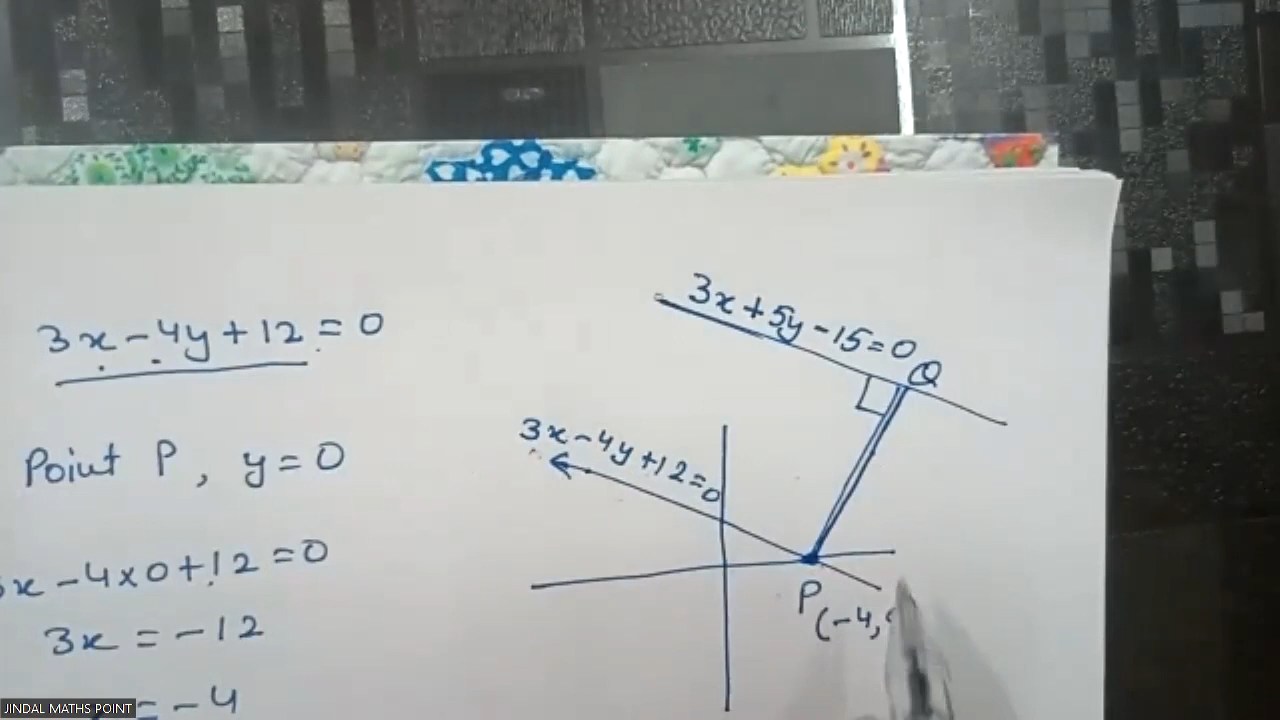 3x - 4y + 12 = 0
Point P, y = 0
x - 4x0 + 12 = 0
3x = -12
= -4
3x + 5y - 15 = 0
Q
3x - 4y + 12 = 0
P
(-4,
JINDAL MATHS POINT